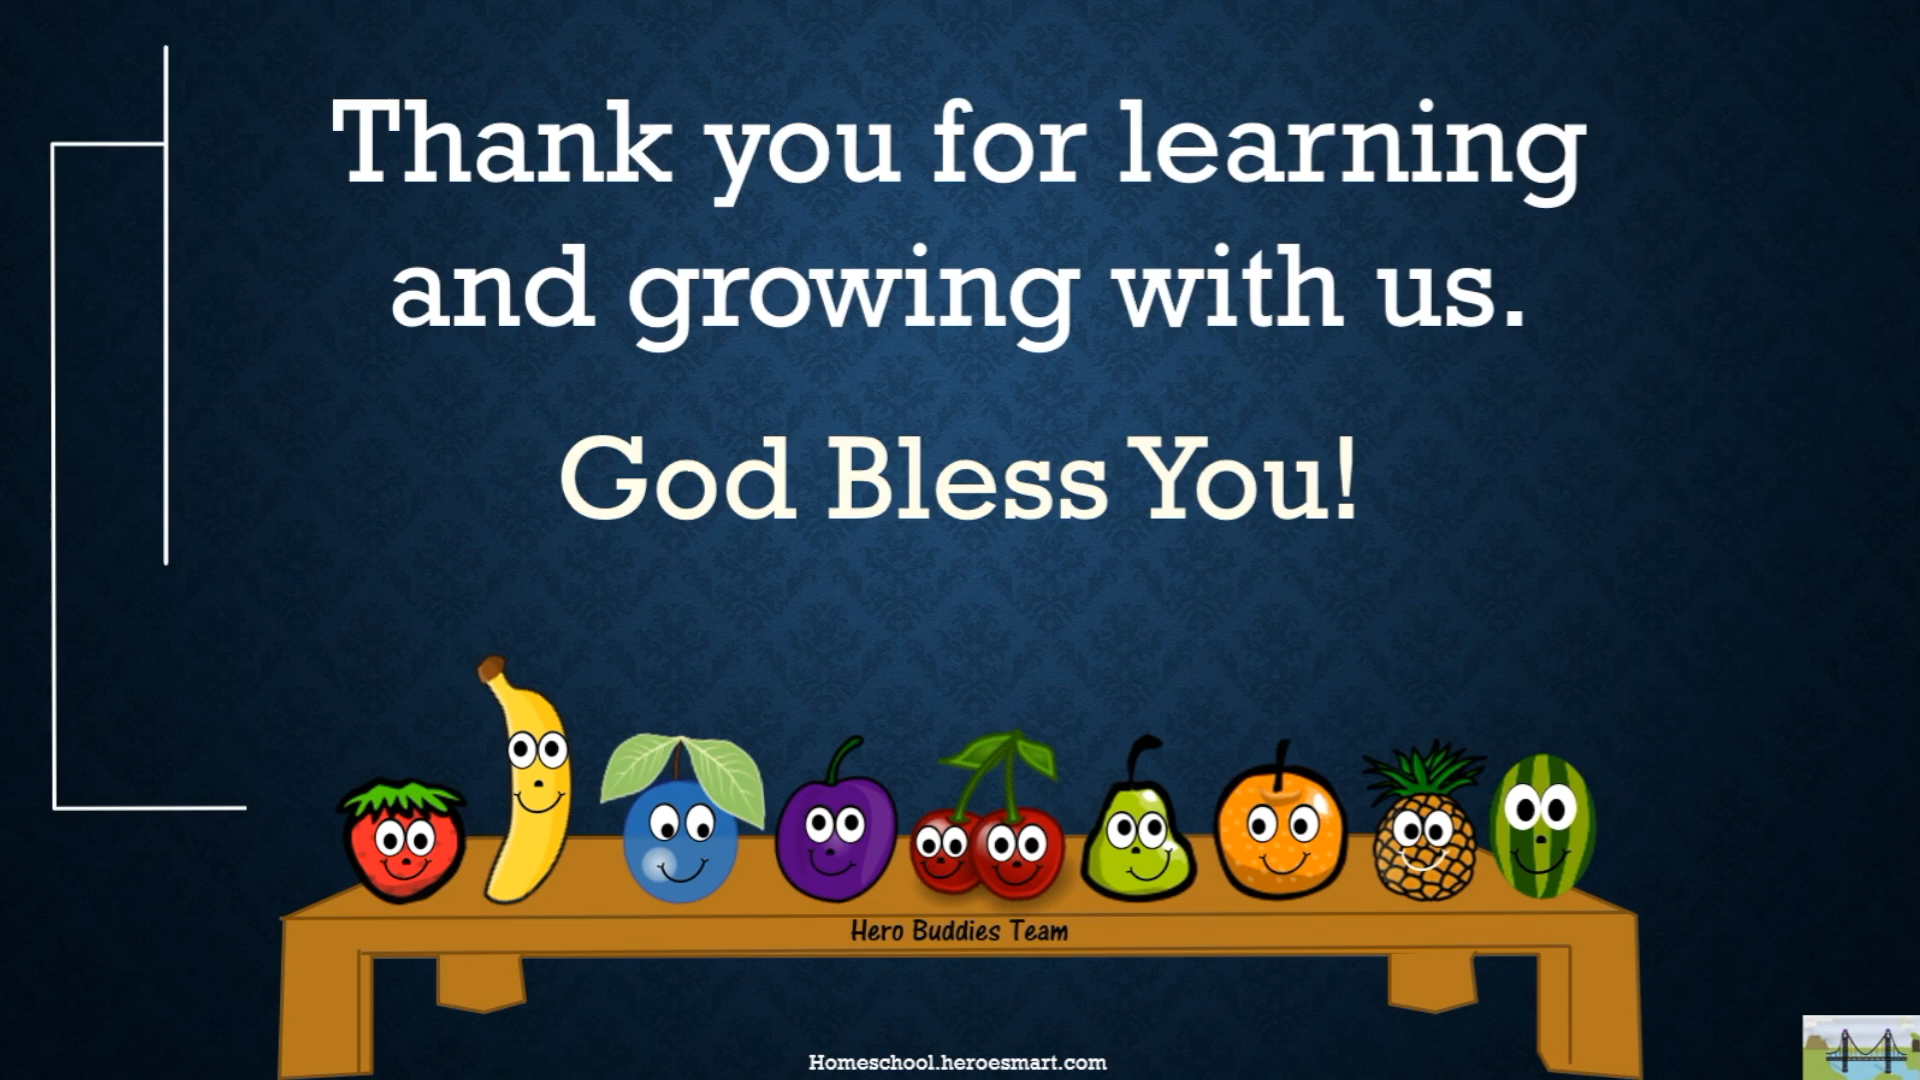 Thank you for learning
and growing with us.
God Bless You!
Hero Buddies Team
Homeschool.heroesmart.com